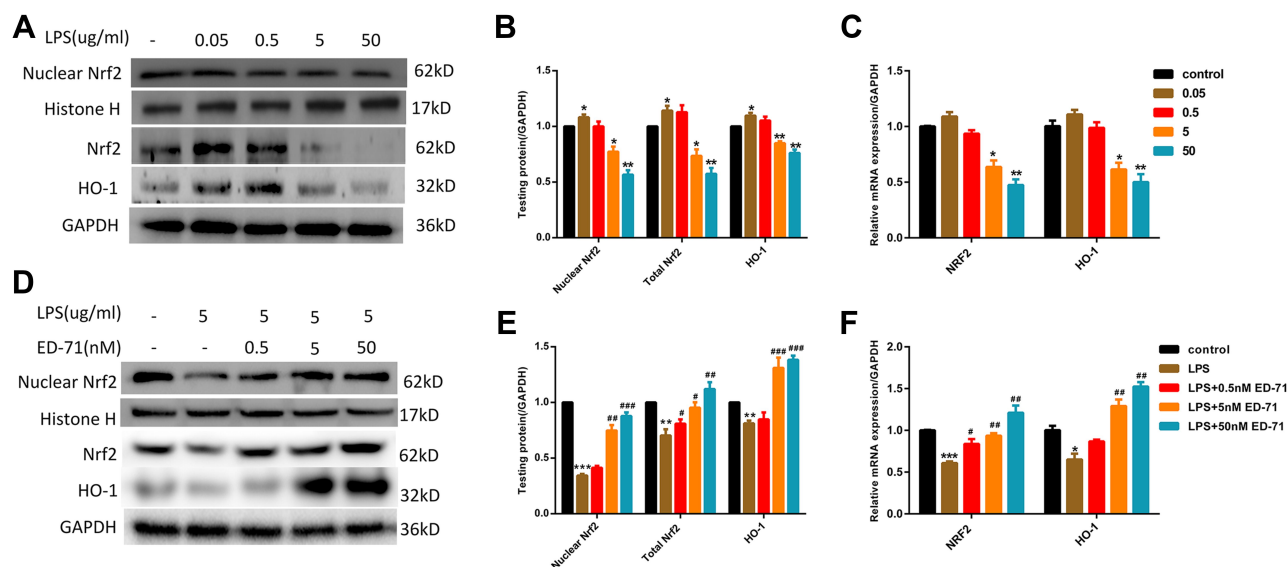 A
LPS(ug/ml) - 0.05 0.5 5 50
Nuclear Nrf2 62kD
Histone H 17kD
Nrf2 62kD
HO-1 32kD
GAPDH 36kD
B
Testing protein(/GAPDH)
1.5
1.0
0.5
0.0
* * ** * * ** * ** **
Nuclear Nrf2 Total Nrf2 HO-1
C
Relative mRNA expression/GAPDH
1.5
1.0
0.5
0.0
* ** * **
NRF2 HO-1
control
0.05
0.5
5
50
D
LPS(ug/ml) - 5 5 5 5
ED-71(nM) - - 0.5 5 50
Nuclear Nrf2 62kD
Histone H 17kD
Nrf2 62kD
HO-1 32kD
GAPDH 36kD
E
Testing protein(/GAPDH)
1.5
1.0
0.5
0.0
*** ## ### ** # # ## ** ### ###
Nuclear Nrf2 Total Nrf2 HO-1
F
Relative mRNA expression/GAPDH
2.0
1.5
1.0
0.5
0.0
*** # ## ## * ## ##
NRF2 HO-1
control
LPS
LPS+0.5nM ED-71
LPS+5nM ED-71
LPS+50nM ED-71